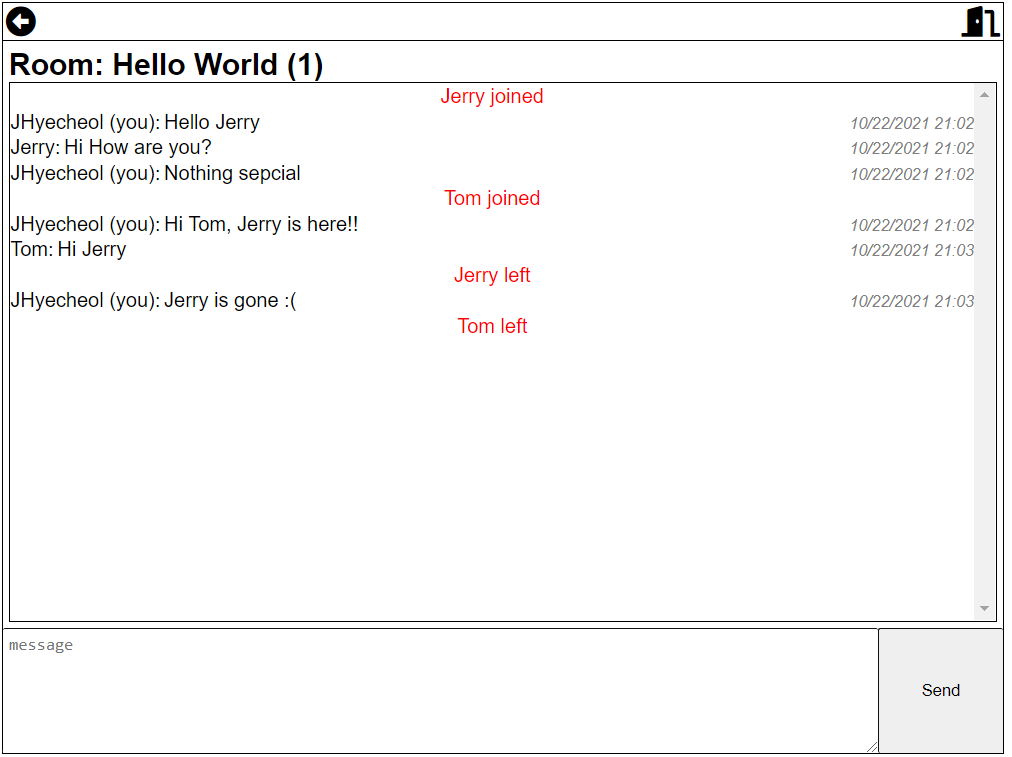 Room: Hello World (1)
Jerry joined
JHyecheol (you): Hello Jerry 10/22/2021 21:02
Jerry: Hi How are you? 10/22/2021 21:02
JHyecheol (you): Nothing sepcial 10/22/2021 21:02
Tom joined
JHyecheol (you): Hi Tom, Jerry is here!! 10/22/2021 21:02
Tom: Hi Jerry 10/22/2021 21:03
Jerry left
JHyecheol (you): Jerry is gone :( 10/22/2021 21:03
Tom left
message
Send